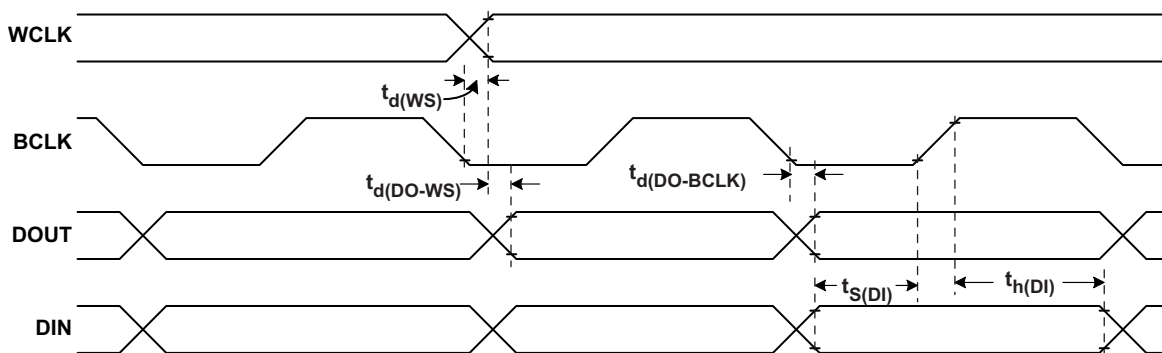 WCLK
td(WS)
BCLK
td(DO-WS)
td(DO-BCLK)
DOUT
tS(DI)
th(DI)
DIN